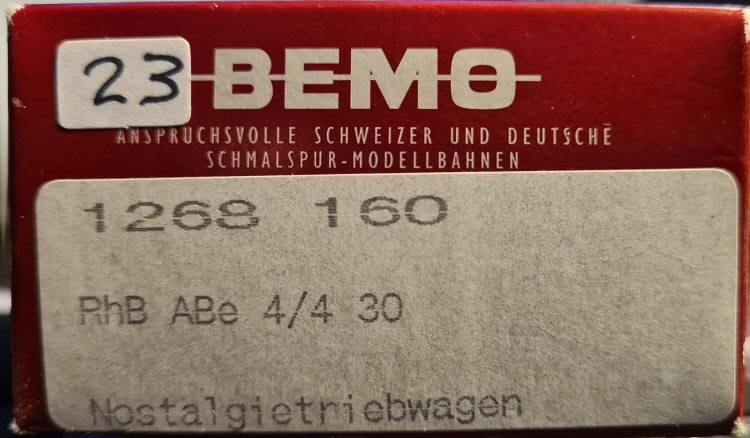 23
BEMO
ANSPRUCHSVOLLE SCHWEIZER UND DEUTSCHE
SCHMALSPUR-MODELLBAHNEN
1268 160
RhB ABe 4/4 30
Nostalgietriebwagen